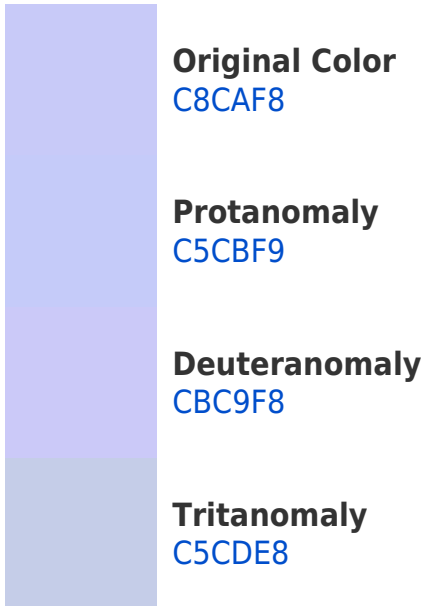 Original Color
C8CAF8
Protanomaly
C5CBF9
Deuteranomaly
CBC9F8
Tritanomaly
C5CDE8